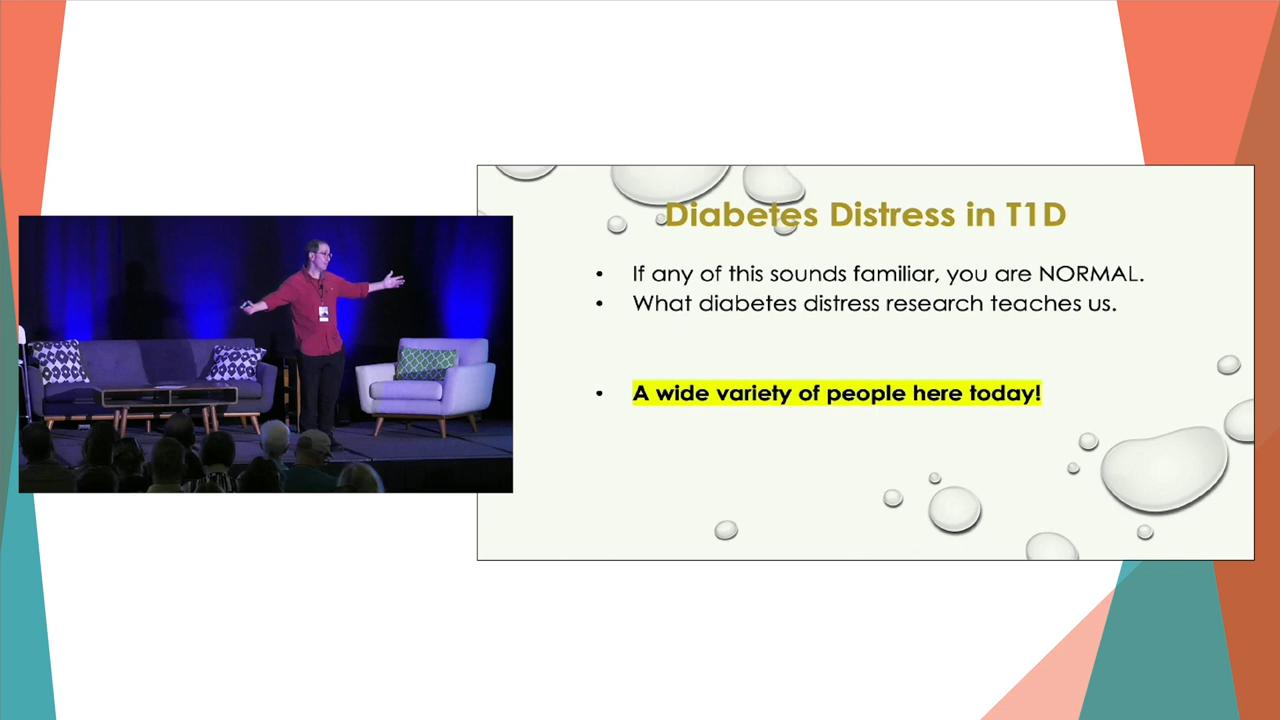 Diabetes Distress in T1D
• If any of this sounds familiar, you are NORMAL.
• What diabetes distress research teaches us.
• A wide variety of people here today!